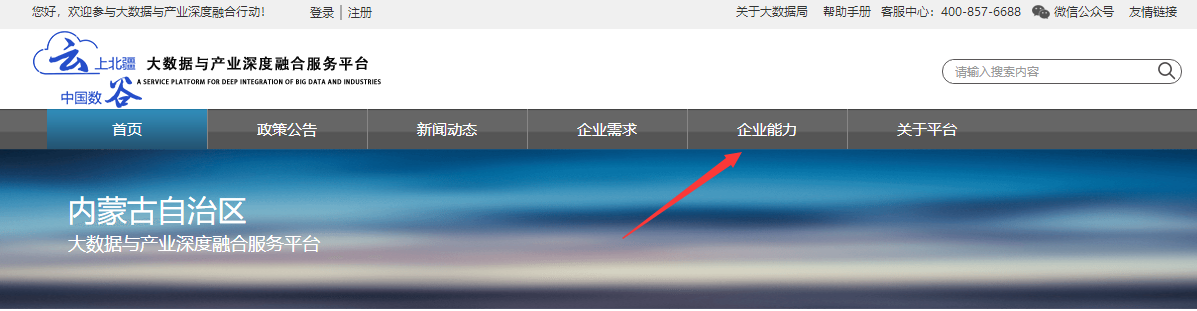 您好，欢迎参与大数据与产业深度融合行动！ 登录 | 注册 关于大数据局 帮助手册 客服中心：400-857-6688 微信公众号 友情链接
云上北疆
中国数谷
大数据与产业深度融合服务平台
A SERVICE PLATFORM FOR DEEP INTEGRATION OF BIG DATA AND INDUSTRIES
请输入搜索内容
首页 政策公告 新闻动态 企业需求 企业能力 关于平台
内蒙古自治区
大数据与产业深度融合服务平台